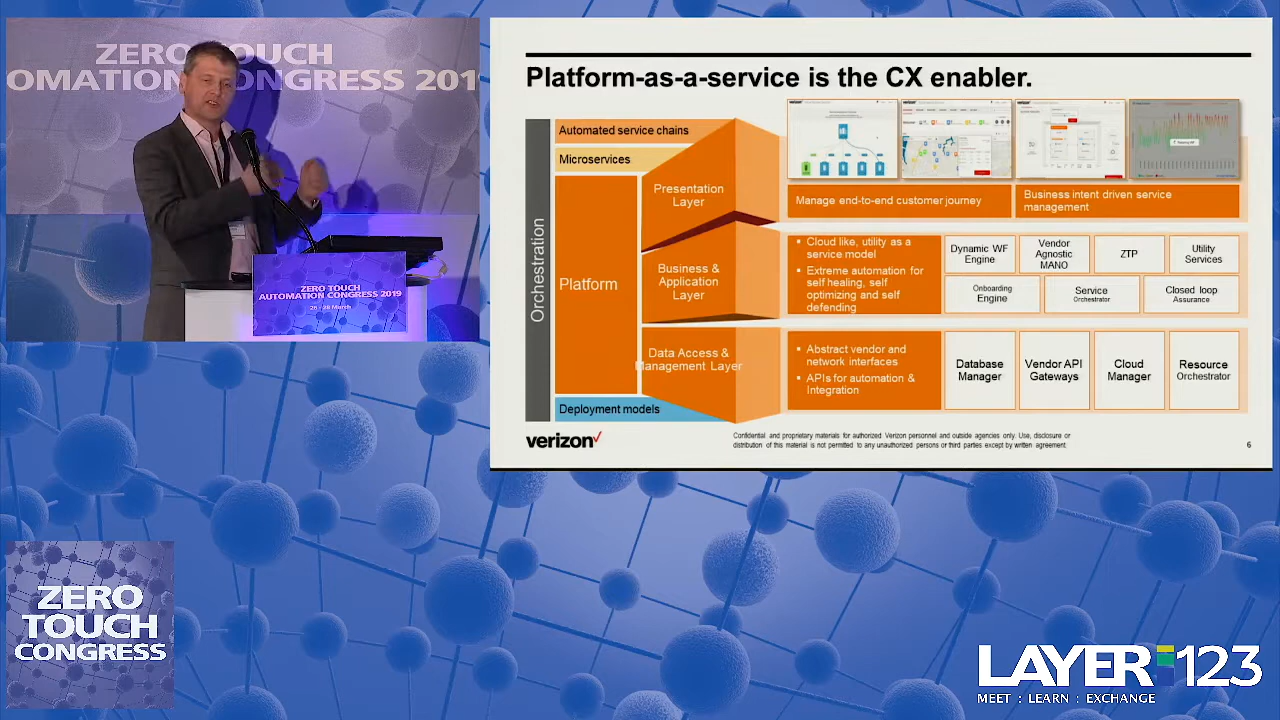 ZERO TOUCH
OMATION CONGRESS 2019
ZERO TOUCH
AUTOMATION CONGRESS 2019
26 - 28 March
Platform-as-a-service is the CX enabler.
Orchestration
Automated service chains
Microservices
Platform
Deployment models
Presentation
Layer
Business &
Application
Layer
Data Access &
Management Layer
Manage end-to-end customer journey
Business intent driven service
management
▪ Cloud like, utility as a
service model
▪ Extreme automation for
self healing, self
optimizing and self
defending
Dynamic WF
Engine
Vendor
Agnostic
MANO
ZTP
Utility
Services
Onboarding
Engine
Service
Orchestrator
Closed loop
Assurance
▪ Abstract vendor and
network interfaces
▪ APIs for automation &
Integration
Database
Manager
Vendor API
Gateways
Cloud
Manager
Resource
Orchestrator
verizon✓
Confidential and proprietary materials for authorized Verizon personnel and outside agencies only. Use, disclosure or
distribution of this material is not permitted to any unauthorized persons or third parties except by written agreement
6
ZERO
TOUCH
CONGRESS
LAYER123
MEET : LEARN : EXCHANGE